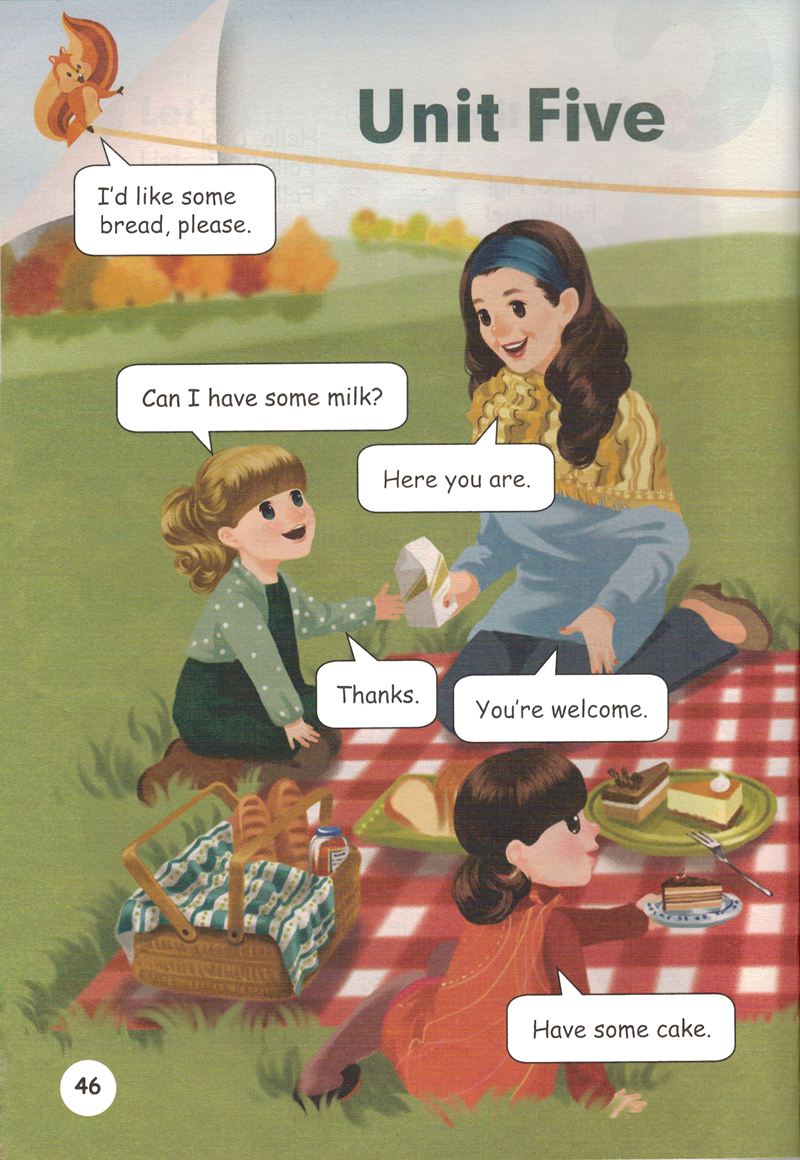 Unit Five
I'd like some
bread, please.
Can I have some milk?
Here you are.
Thanks.
You're welcome.
Have some cake.
46